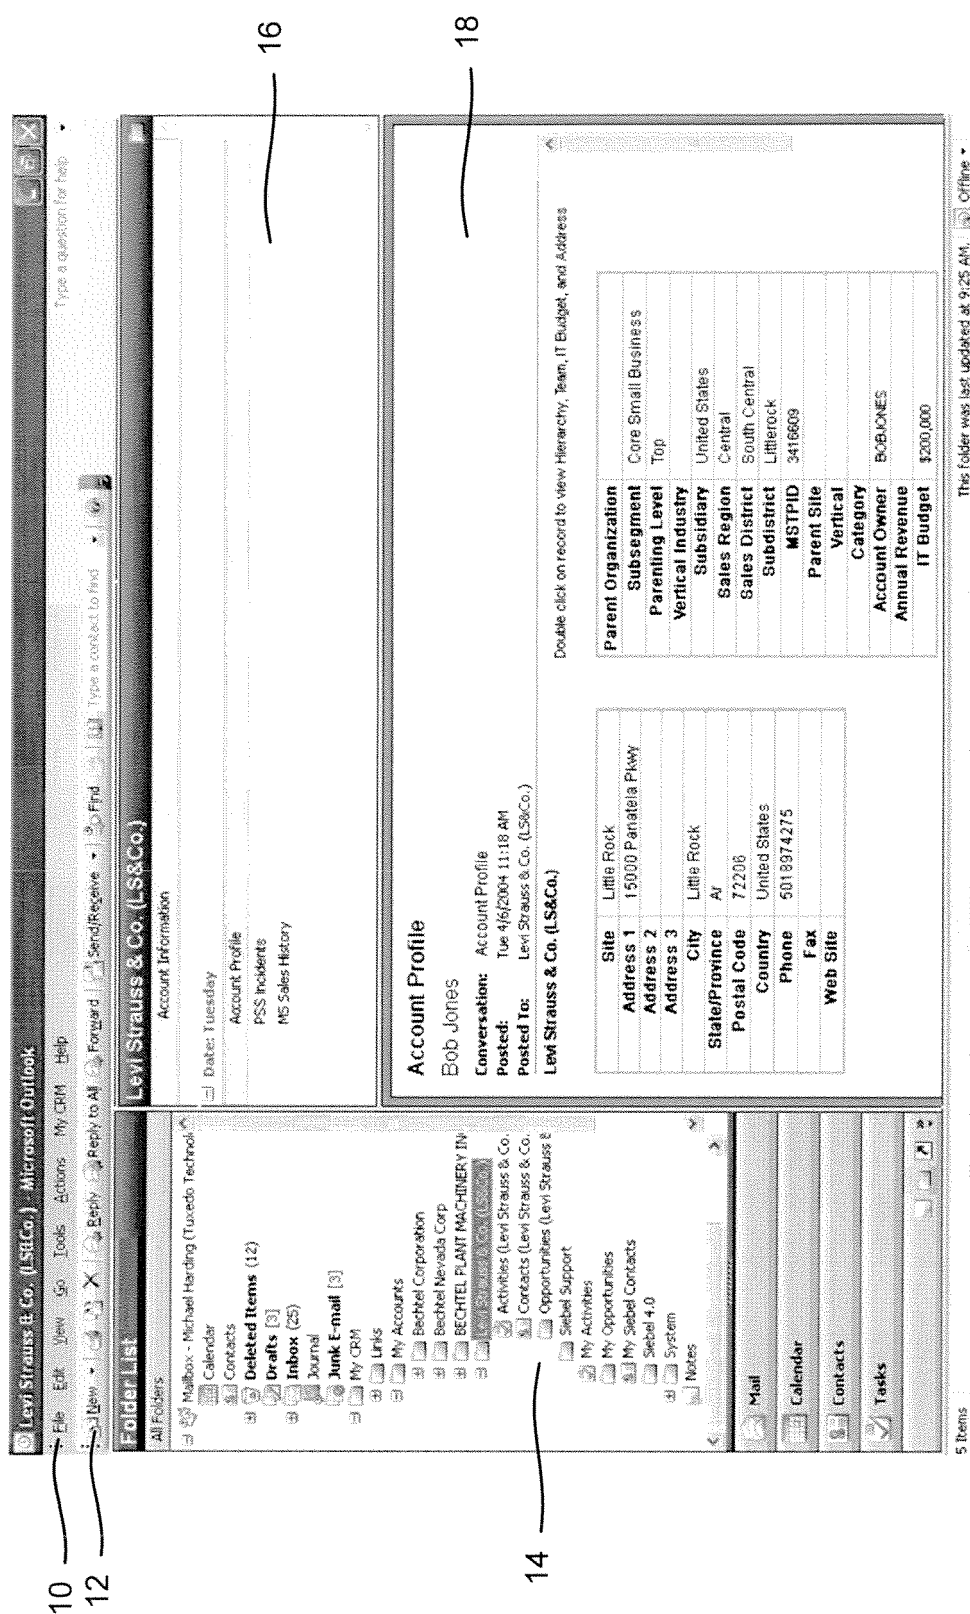 Levi Strauss & Co. (LS&Co.) - Microsoft Outlook
File Edit View Go Tools Actions My CRM Help
Type a question for help
New Reply Reply to All Forward Send/Receive Find Type a contact to find
Folder List
All Folders
Mailbox - Michael Harding (Tuxedo Technol
Calendar
Contacts
Deleted Items (12)
Drafts [3]
Inbox (25)
Journal
Junk E-mail [3]
My CRM
Links
My Accounts
Bechtel Corporation
Bechtel Nevada Corp
BECHTEL PLANT MACHINERY IN
Levi Strauss & Co. (LS&Co.)
Activities (Levi Strauss & Co.
Contacts (Levi Strauss & Co.
Opportunities (Levi Strauss &
Siebel Support
My Activities
My Opportunities
My Siebel Contacts
Siebel 4.0
System
Notes
Mail
Calendar
Contacts
Tasks
Levi Strauss & Co. (LS&Co.)
Account Information
Date: Tuesday
Account Profile
PSS Incidents
MS Sales History
Account Profile
Bob Jones
Conversation: Account Profile
Posted: Tue 4/6/2004 11:18 AM
Posted To: Levi Strauss & Co. (LS&Co.)
Levi Strauss & Co. (LS&Co.)
Double click on record to view Hierarchy, Team, IT Budget, and Address
Site Little Rock
Address 1 15000 Panatela Pkwy
Address 2
Address 3
City Little Rock
State/Province Ar
Postal Code 72206
Country United States
Phone 5018974275
Fax
Web Site
Parent Organization
Subsegment Core Small Business
Parenting Level Top
Vertical Industry
Subsidiary United States
Sales Region Central
Sales District South Central
Subdistrict Littlerock
MSTPID 3416609
Parent Site
Vertical
Category
Account Owner BOBJONES
Annual Revenue
IT Budget $200,000
5 Items
This folder was last updated at 9:25 AM. Offline
10
12
14
16
18